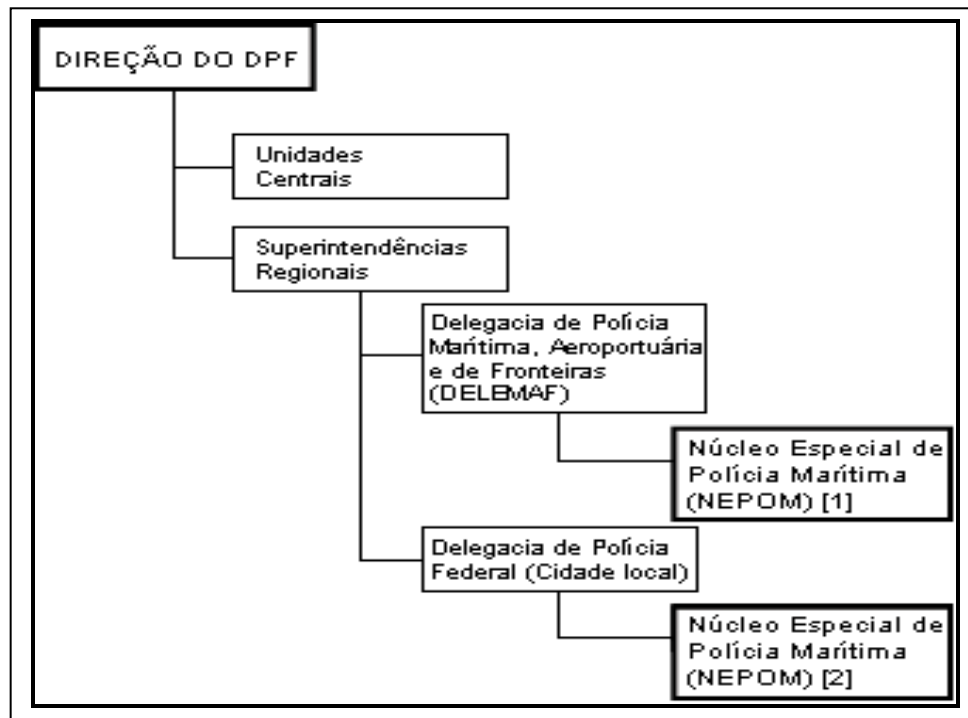 DIREÇÃO DO DPF
Unidades
Centrais
Superintendências
Regionais
Delegacia de Polícia
Marítima, Aeroportuária
e de Fronteiras
(DELEMAF)
Núcleo Especial de
Polícia Marítima
(NEPOM) [1]
Delegacia de Polícia
Federal (Cidade local)
Núcleo Especial de
Polícia Marítima
(NEPOM) [2]